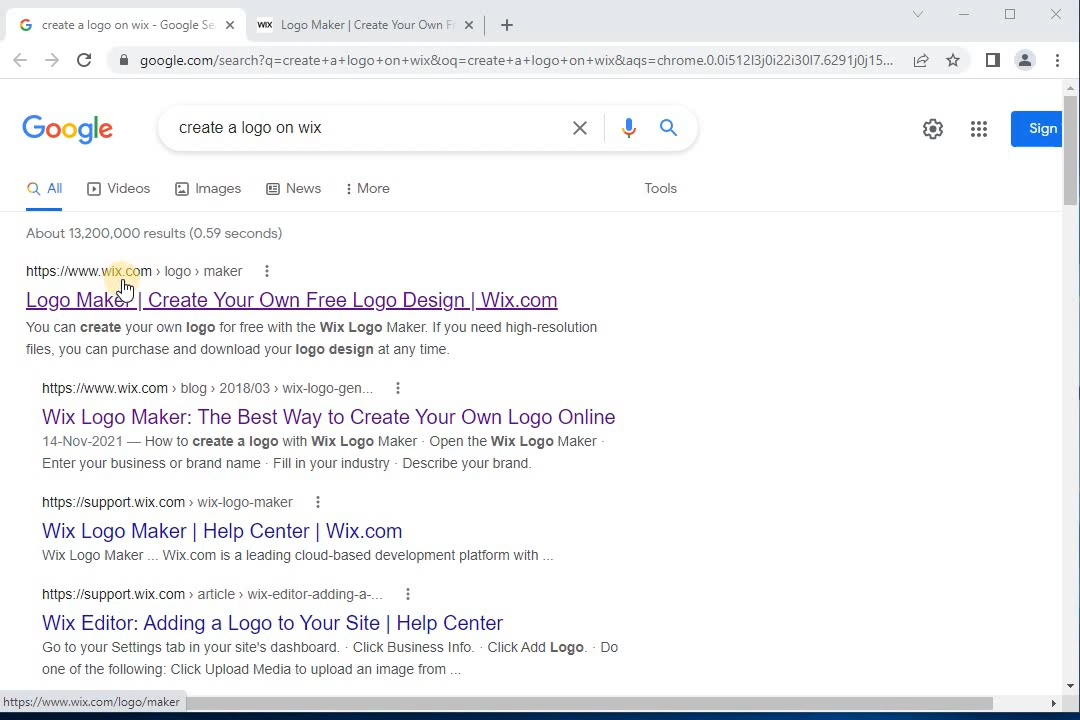 create a logo on wix - Google Se
WIX Logo Maker | Create Your Own F
google.com/search?q=create+a+logo+on+wix&oq=create+a+logo+on+wix&aqs=chrome.0.0i512l3j0i22i30l7.6291j0j15...
Google
create a logo on wix
Sign
All Videos Images News More Tools
About 13,200,000 results (0.59 seconds)
https://www.wix.com › logo › maker
Logo Maker | Create Your Own Free Logo Design | Wix.com
You can create your own logo for free with the Wix Logo Maker. If you need high-resolution
files, you can purchase and download your logo design at any time.
https://www.wix.com › blog › 2018/03 › wix-logo-gen...
Wix Logo Maker: The Best Way to Create Your Own Logo Online
14-Nov-2021 — How to create a logo with Wix Logo Maker · Open the Wix Logo Maker ·
Enter your business or brand name · Fill in your industry · Describe your brand.
https://support.wix.com › wix-logo-maker
Wix Logo Maker | Help Center | Wix.com
Wix Logo Maker ... Wix.com is a leading cloud-based development platform with ...
https://support.wix.com › article › wix-editor-adding-a-...
Wix Editor: Adding a Logo to Your Site | Help Center
Go to your Settings tab in your site's dashboard. · Click Business Info. · Click Add Logo. · Do
one of the following: Click Upload Media to upload an image from ...
https://www.wix.com/logo/maker